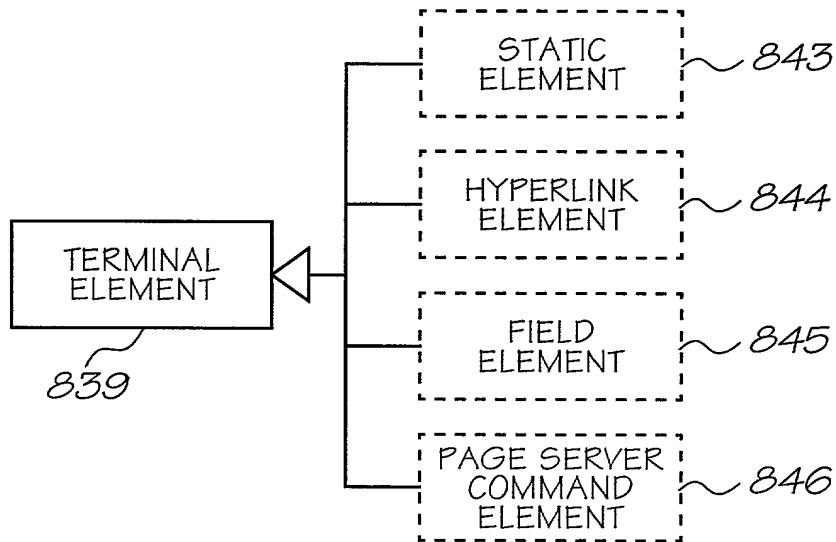 STATIC
ELEMENT
843
HYPERLINK
ELEMENT
844
TERMINAL
ELEMENT
839
FIELD
ELEMENT
845
PAGE SERVER
COMMAND
ELEMENT
846